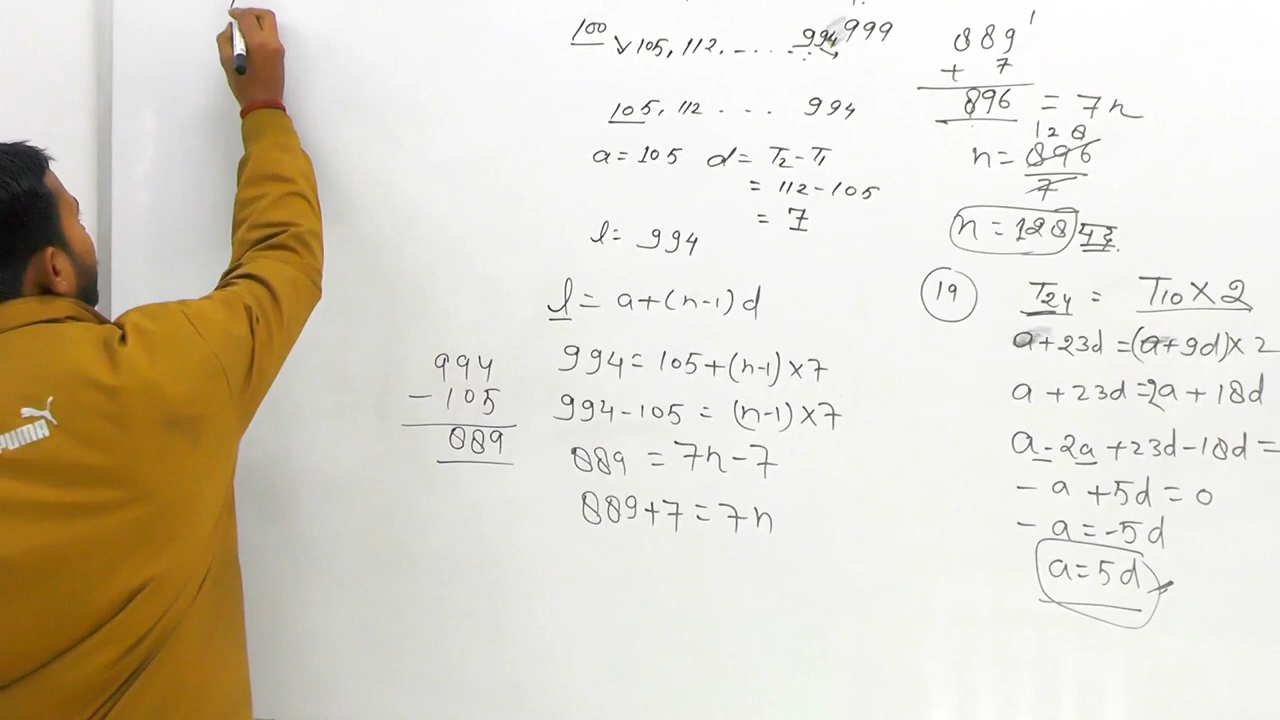 100 105, 112. - . . . 994 999
105, 112 . . . 994
a = 105 d = T2 - T1
= 112 - 105
= 7
l = 994
l = a + (n-1) d
994 = 105 + (n-1) × 7
994 - 105 = (n-1) × 7
889 = 7n - 7
889 + 7 = 7n
994
- 105
889
1
889
+ 7
896 = 7n
128
n = 896
7
n = 128
19 T24 = T10 × 2
a + 23d = (a + 9d) × 2
a + 23d = 2a + 18d
a - 2a + 23d - 18d =
- a + 5d = 0
- a = -5d
a = 5d
PUMA